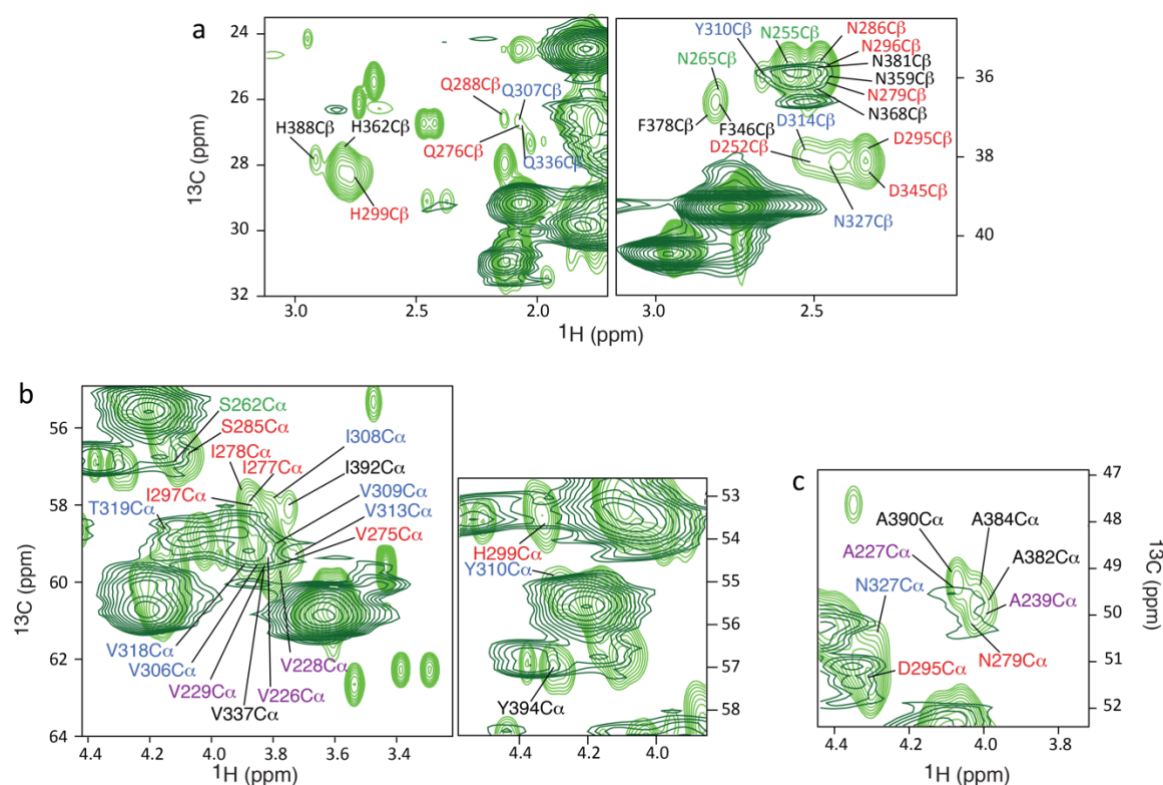 a
24
26
28
30
32
13C (ppm)
3.0
2.5
2.0
H388Cβ
H362Cβ
H299Cβ
Q288Cβ
Q307Cβ
Q276Cβ
Q336Cβ
Y310Cβ
N255Cβ
N286Cβ
N296Cβ
N265Cβ
N381Cβ
N359Cβ
N279Cβ
N368Cβ
F378Cβ
F346Cβ
D314Cβ
D252Cβ
D295Cβ
D345Cβ
N327Cβ
36
38
40
3.0
2.5
1H (ppm)
b
56
58
60
62
64
13C (ppm)
S262Cα
S285Cα
I278Cα
I308Cα
I277Cα
I392Cα
I297Cα
V309Cα
T319Cα
V313Cα
V275Cα
V318Cα
V228Cα
V306Cα
V229Cα
V226Cα
V337Cα
4.4
4.2
4.0
3.8
3.6
3.4
1H (ppm)
H299Cα
Y310Cα
Y394Cα
53
54
55
56
57
58
4.4
4.2
4.0
c
A390Cα
A384Cα
A227Cα
A382Cα
N327Cα
A239Cα
D295Cα
N279Cα
47
48
49
50
51
52
13C (ppm)
4.4
4.2
4.0
3.8
1H (ppm)